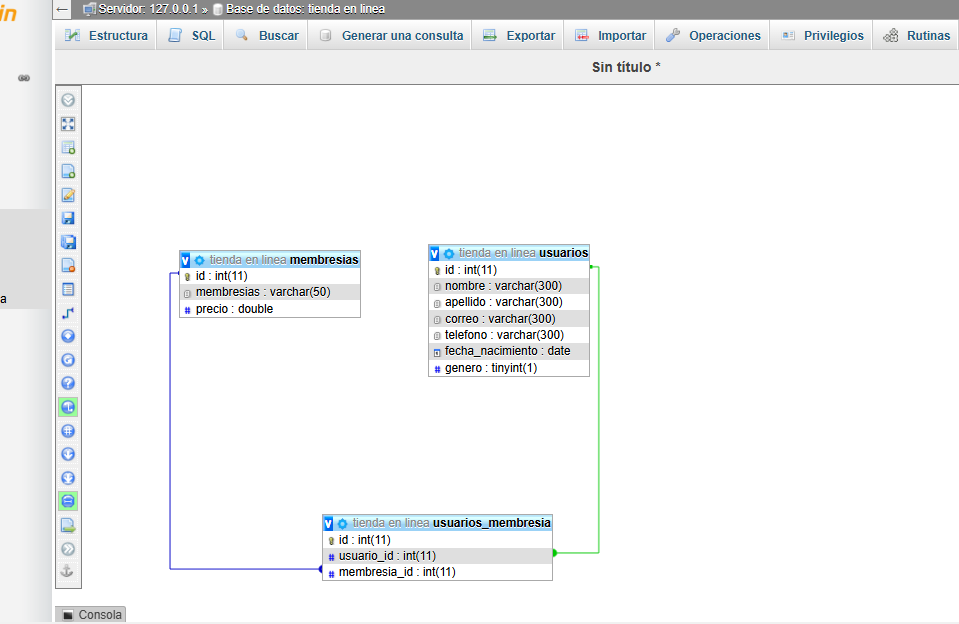 in
Servidor: 127.0.0.1 » Base de datos: tienda en linea
Estructura SQL Buscar Generar una consulta Exportar Importar Operaciones Privilegios Rutinas
Sin título *
a
V tienda en linea membresias
id : int(11)
membresias : varchar(50)
# precio : double
V tienda en linea usuarios
id : int(11)
nombre : varchar(300)
apellido : varchar(300)
correo : varchar(300)
telefono : varchar(300)
fecha_nacimiento : date
# genero : tinyint(1)
V tienda en linea usuarios_membresia
id : int(11)
# usuario_id : int(11)
# membresia_id : int(11)
Consola